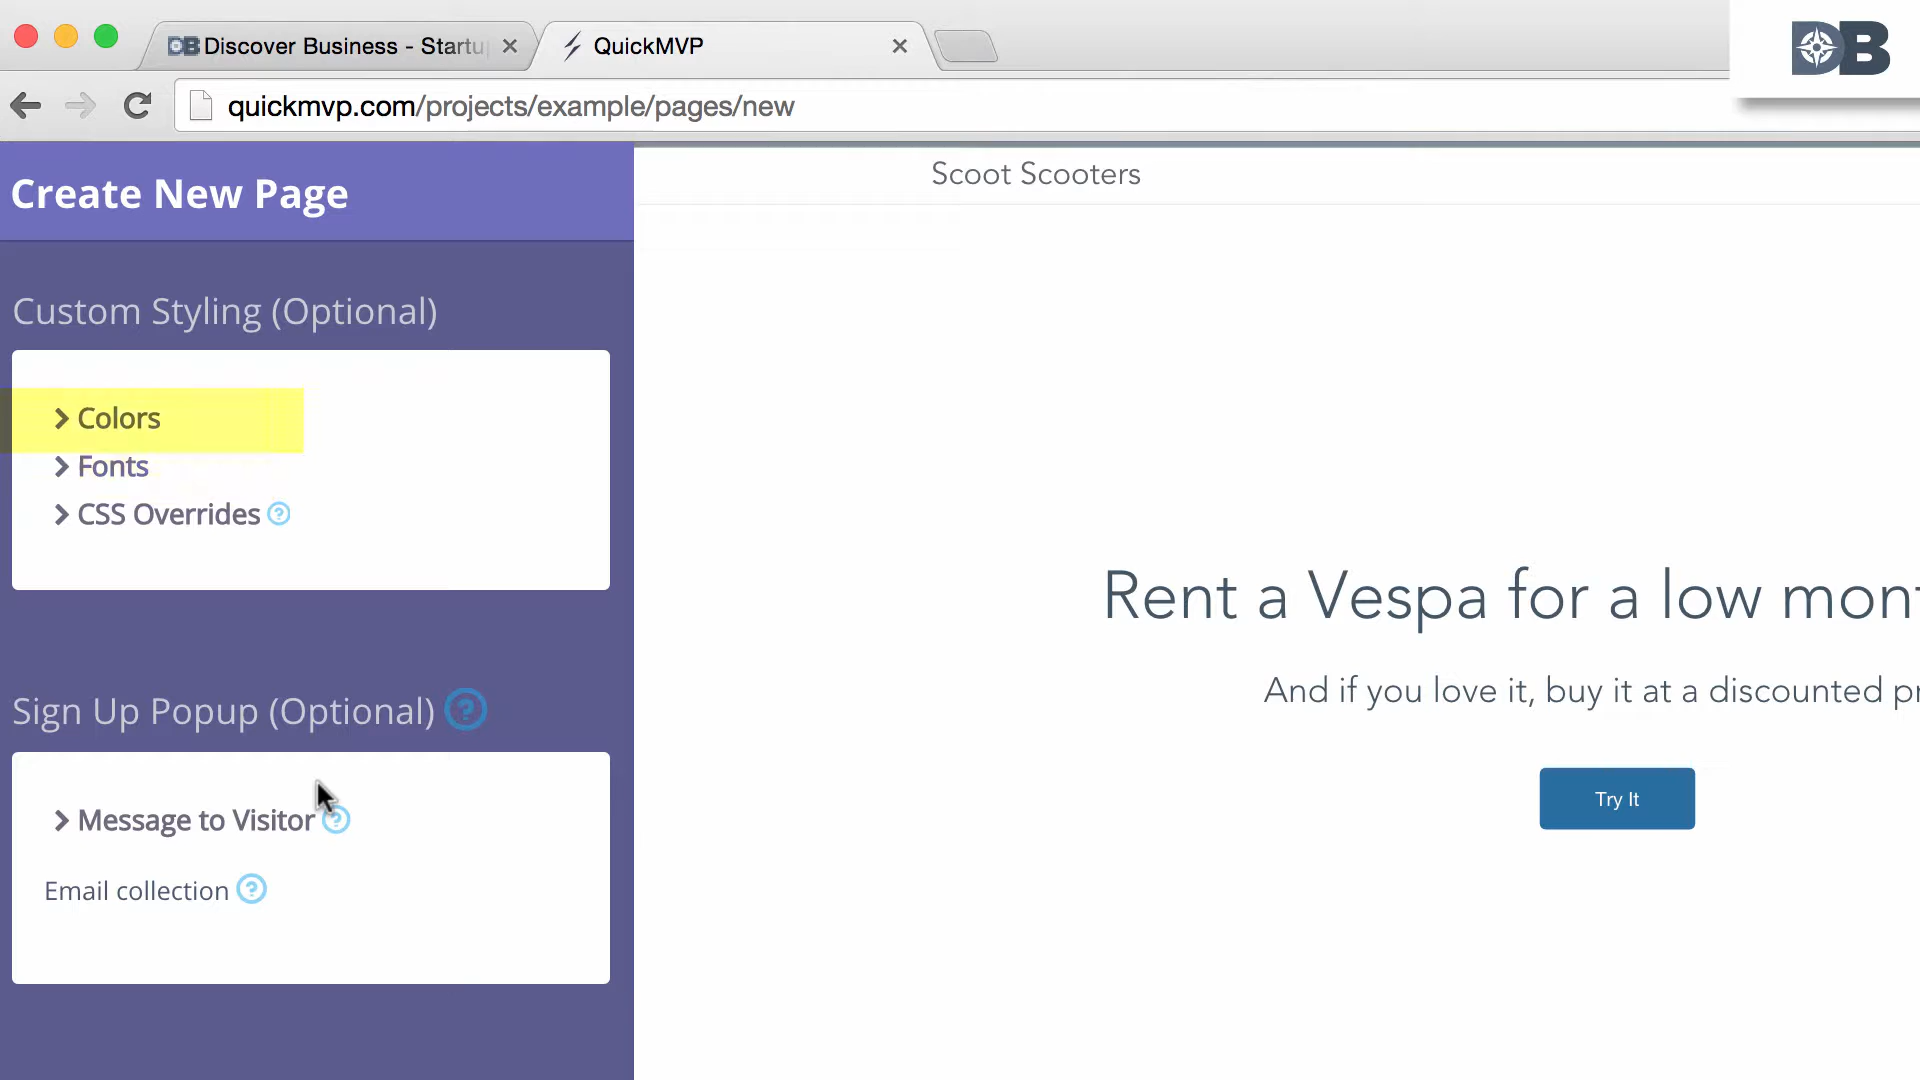 Discover Business - Startu
QuickMVP
DB
quickmvp.com/projects/example/pages/new
Create New Page
Scoot Scooters
Custom Styling (Optional)
Colors
Fonts
CSS Overrides ?
Rent a Vespa for a low mon
And if you love it, buy it at a discounted pr
Sign Up Popup (Optional) ?
Try It
Message to Visitor ?
Email collection ?